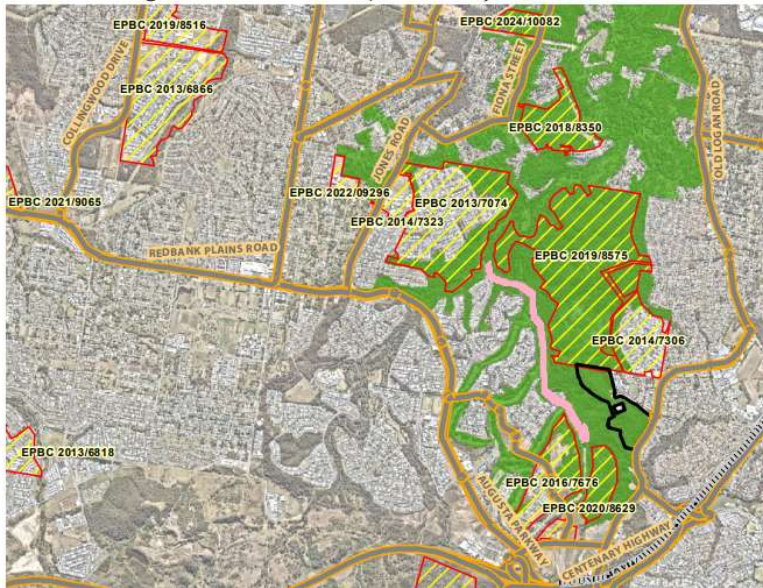 EPBC 2019/8516
EPBC 2024/10082
COLLINGWOOD DRIVE
EPBC 2013/6866
FIONA STREET
OLD LOGAN ROAD
EPBC 2018/8350
JONES ROAD
EPBC 2022/09296
EPBC 2021/9065
EPBC 2013/7074
EPBC 2014/7323
REDBANK PLAINS ROAD
EPBC 2019/8575
EPBC 2014/7306
EPBC 2013/6818
EPBC 2016/7676
AUGUSTA PARKWAY
EPBC 2020/8629
CENTENARY HIGHWAY